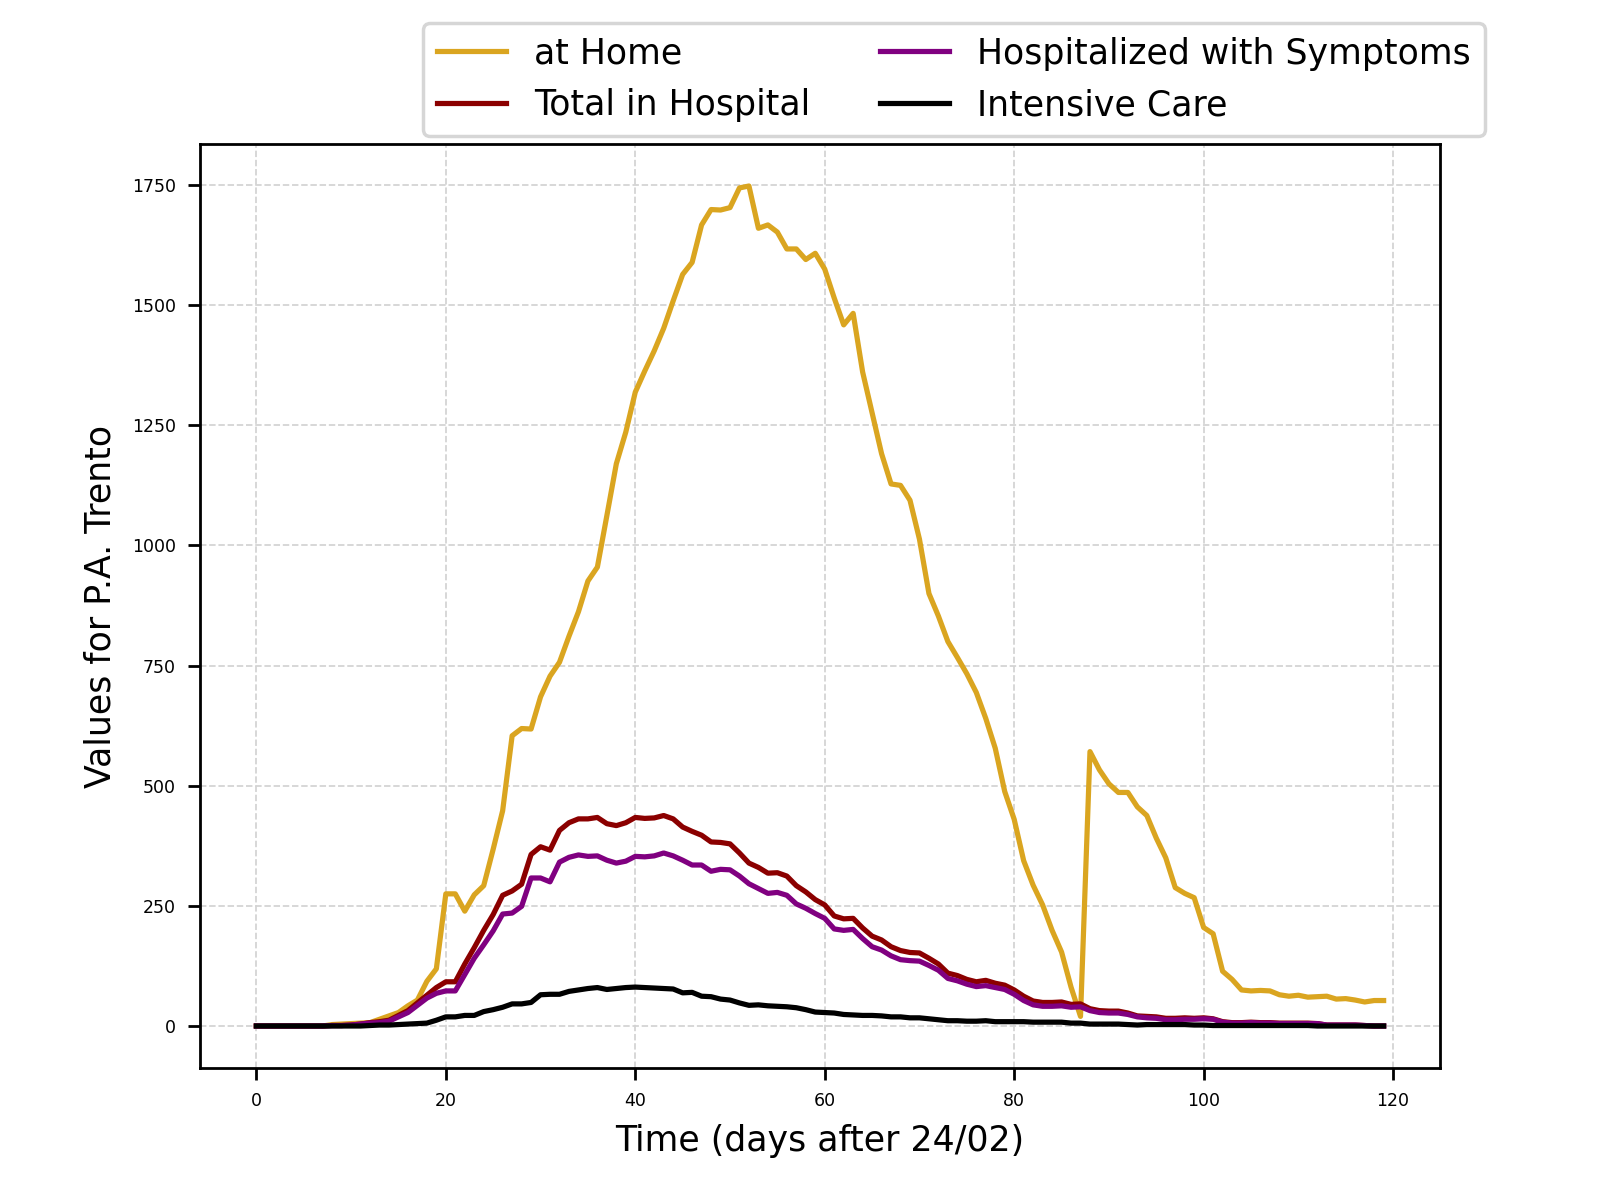 at Home
Total in Hospital
Hospitalized with Symptoms
Intensive Care
Values for P.A. Trento
1750
1500
1250
1000
750
500
250
0
0 20 40 60 80 100 120
Time (days after 24/02)